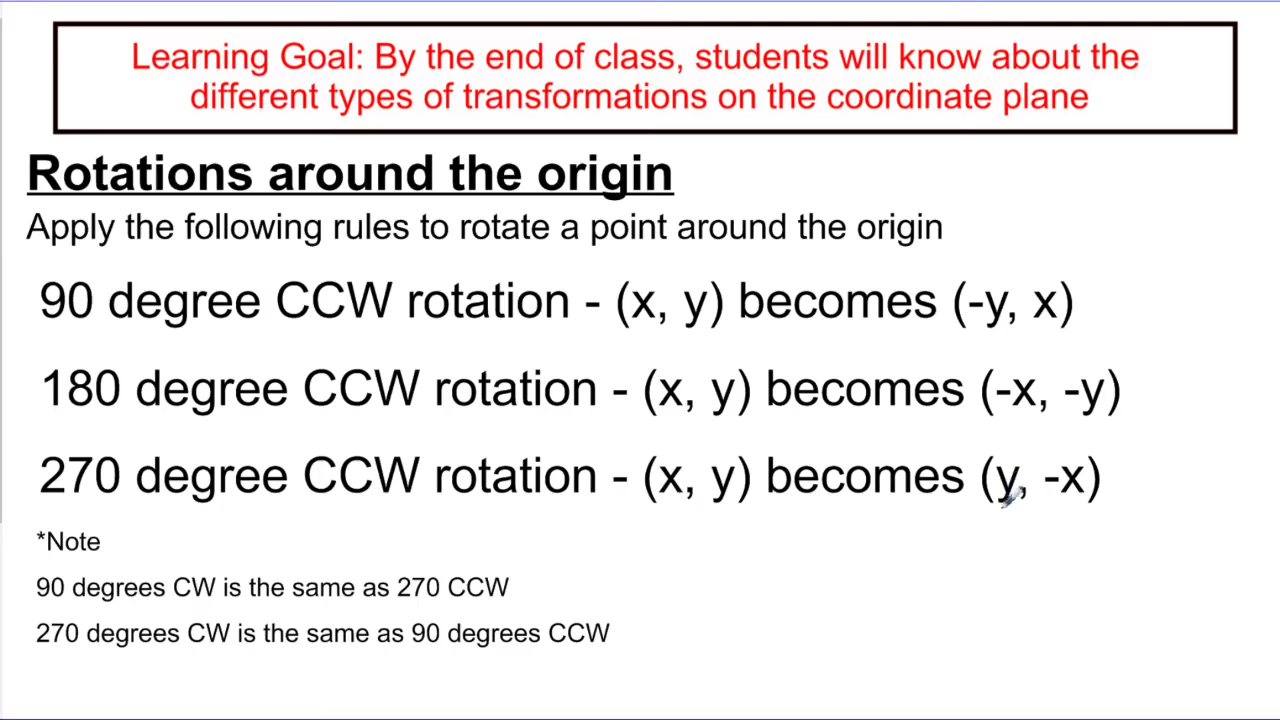 Learning Goal: By the end of class, students will know about the
different types of transformations on the coordinate plane
Rotations around the origin
Apply the following rules to rotate a point around the origin
90 degree CCW rotation - (x, y) becomes (-y, x)
180 degree CCW rotation - (x, y) becomes (-x, -y)
270 degree CCW rotation - (x, y) becomes (y, -x)
*Note
90 degrees CW is the same as 270 CCW
270 degrees CW is the same as 90 degrees CCW